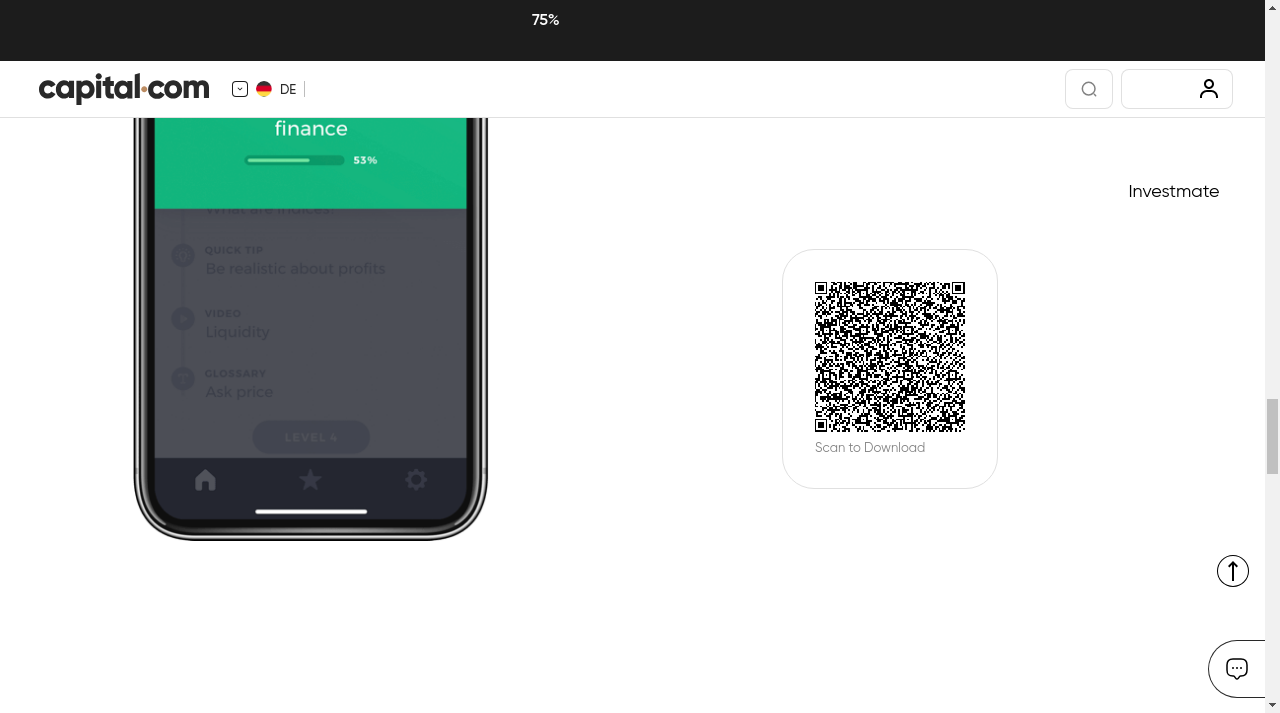 75%
capital.com
DE
finance
53%
What are indices?
QUICK TIP
Be realistic about profits
VIDEO
Liquidity
GLOSSARY
Ask price
LEVEL 4
Investmate
Scan to Download